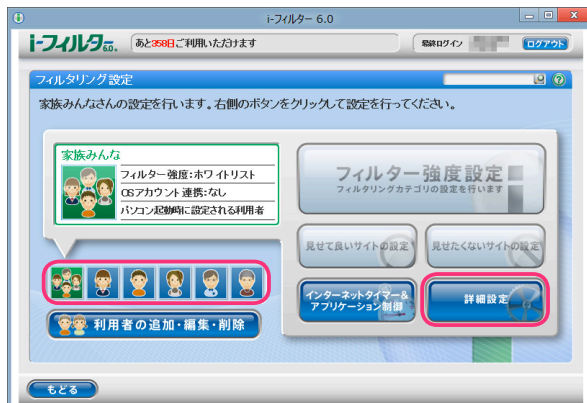 i-フィルター 6.0
i-フィルター6.0.
あと358日ご利用いただけます
最終ログイン
ログアウト
フィルタリング設定
家族みんなさんの設定を行います。右側のボタンをクリックして設定を行ってください。
家族みんな
フィルター強度:ホワイトリスト
OSアカウント連携:なし
パソコン起動時に設定される利用者
フィルター強度設定
フィルタリングカテゴリの設定を行います
見せて良いサイトの設定
見せたくないサイトの設定
インターネットタイマー&
アプリケーション制御
詳細設定
利用者の追加・編集・削除
もどる